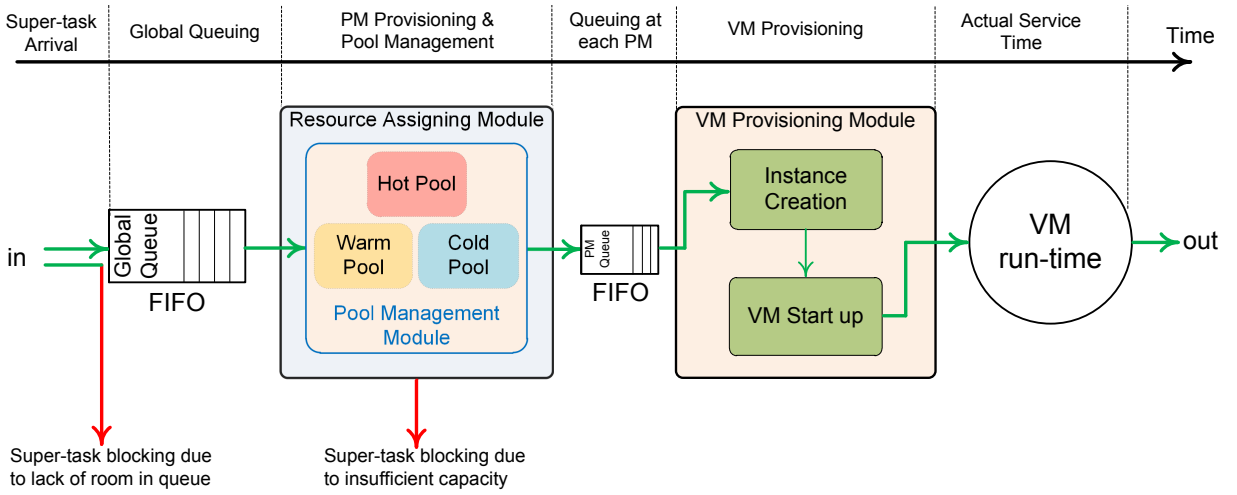 Super-task
Arrival
Global Queuing
PM Provisioning &
Pool Management
Queuing at
each PM
VM Provisioning
Actual Service
Time
Time
Resource Assigning Module
Hot Pool
Warm
Pool
Cold
Pool
Pool Management
Module
VM Provisioning Module
Instance
Creation
VM Start up
in
Global
Queue
FIFO
PM
Queue
FIFO
VM
run-time
out
Super-task blocking due
to lack of room in queue
Super-task blocking due
to insufficient capacity